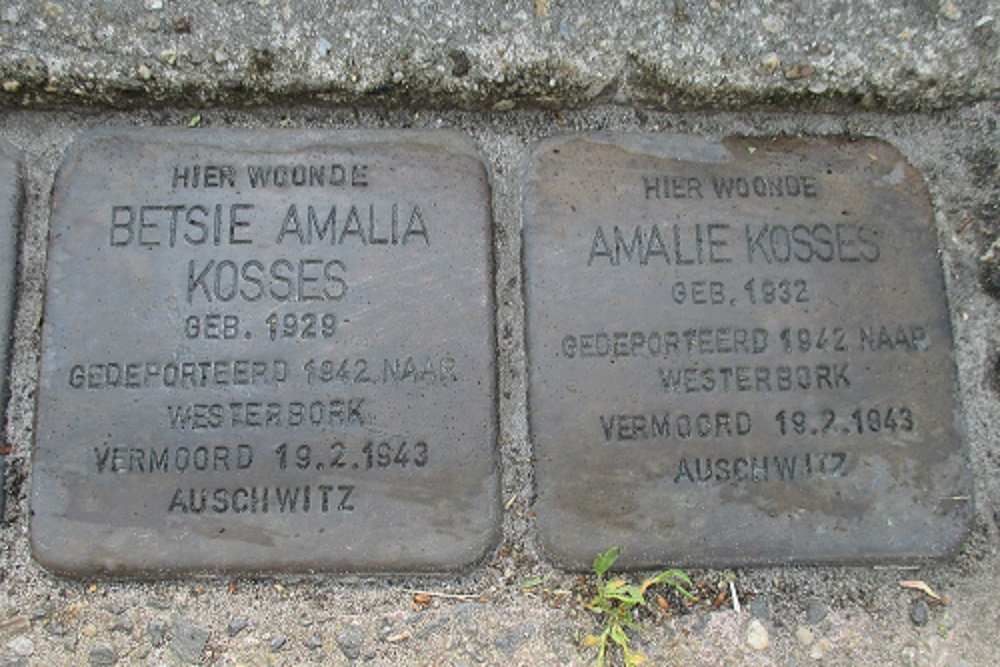 HIER WOONDE
BETSIE AMALIA
KOSSES
GEB. 1929
GEDEPORTEERD 1942 NAAR
WESTERBORK
VERMOORD 19.2.1943
AUSCHWITZ
HIER WOONDE
AMALIE KOSSES
GEB. 1932
GEDEPORTEERD 1942 NAAR
WESTERBORK
VERMOORD 19.2.1943
AUSCHWITZ